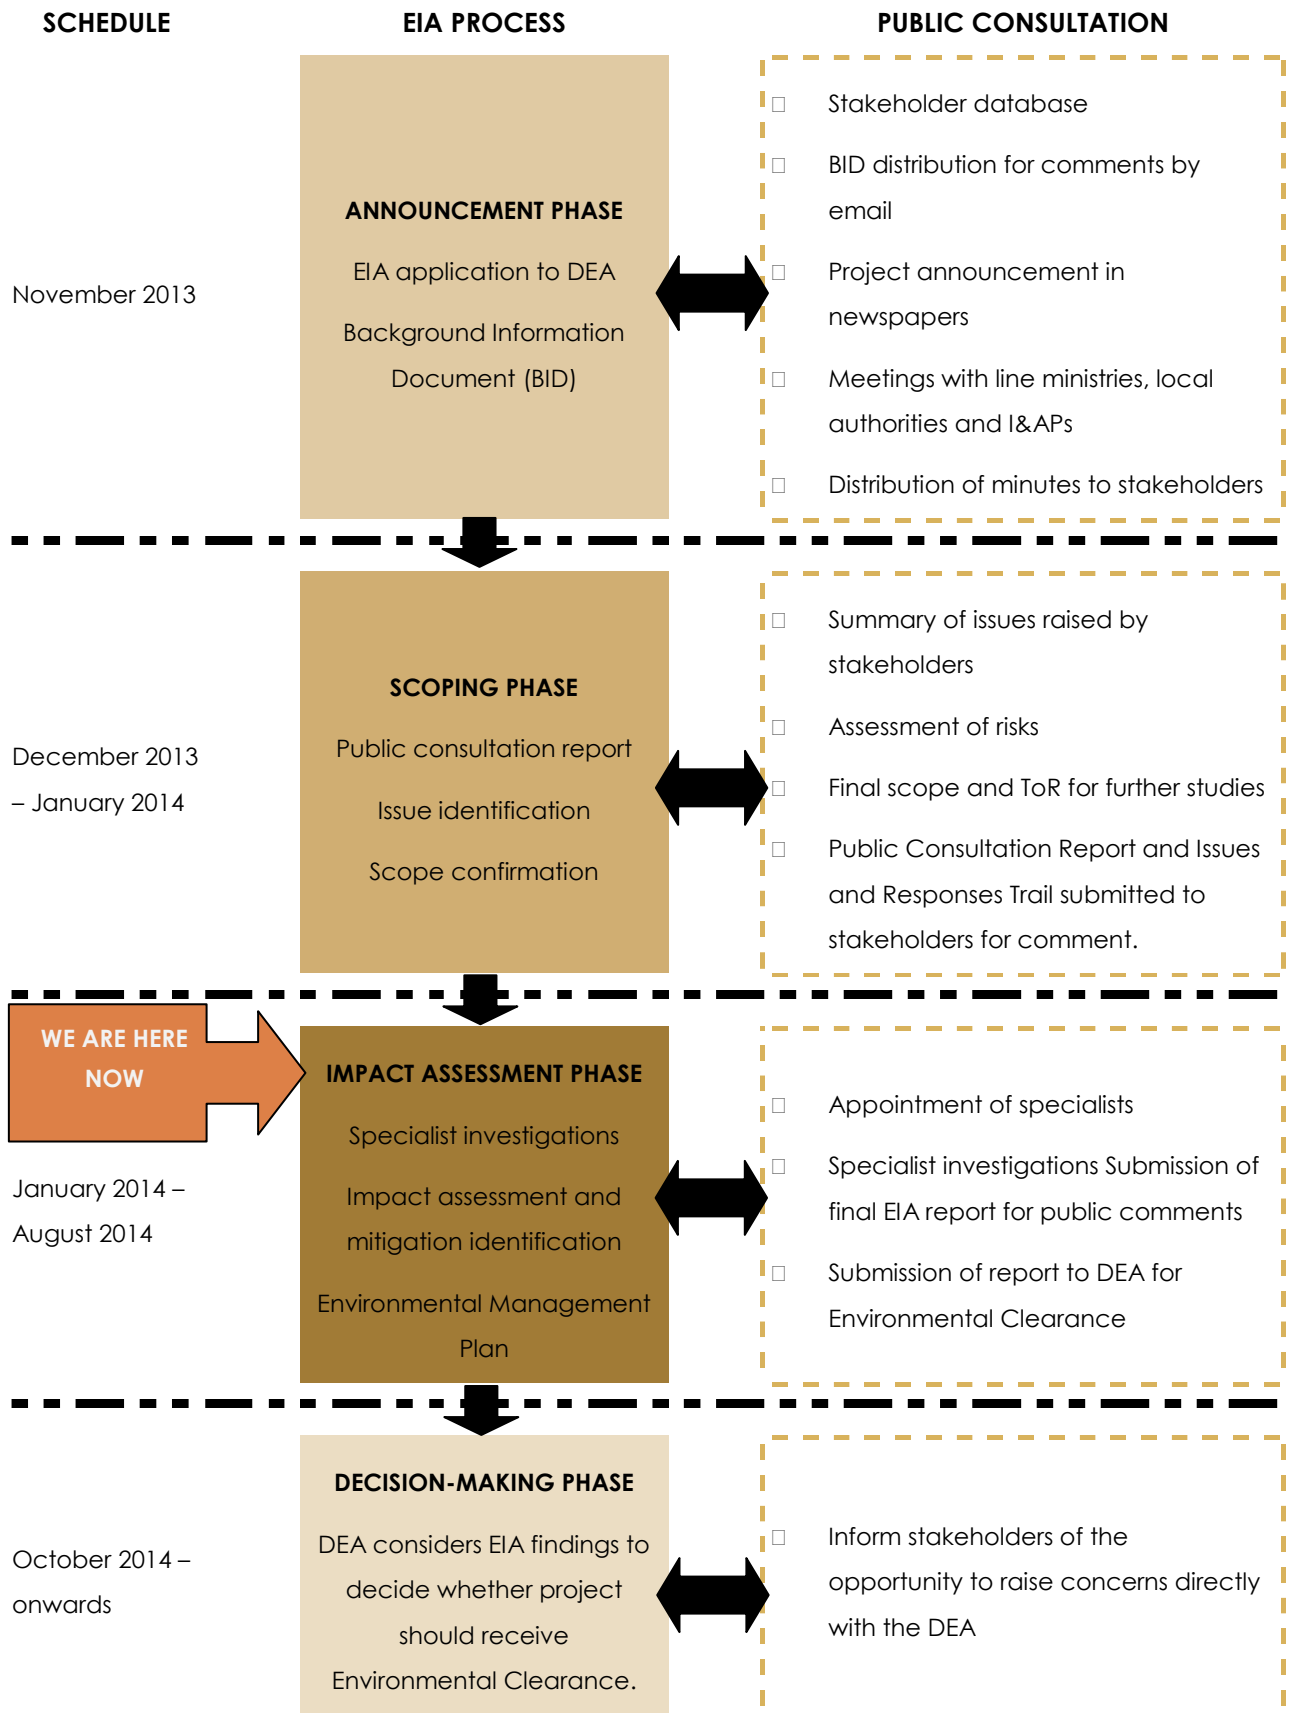 SCHEDULE
EIA PROCESS
PUBLIC CONSULTATION
November 2013
ANNOUNCEMENT PHASE
EIA application to DEA
Background Information
Document (BID)
Stakeholder database
BID distribution for comments by
email
Project announcement in
newspapers
Meetings with line ministries, local
authorities and I&APs
Distribution of minutes to stakeholders
December 2013
– January 2014
SCOPING PHASE
Public consultation report
Issue identification
Scope confirmation
Summary of issues raised by
stakeholders
Assessment of risks
Final scope and ToR for further studies
Public Consultation Report and Issues
and Responses Trail submitted to
stakeholders for comment.
WE ARE HERE
NOW
January 2014 –
August 2014
IMPACT ASSESSMENT PHASE
Specialist investigations
Impact assessment and
mitigation identification
Environmental Management
Plan
Appointment of specialists
Specialist investigations Submission of
final EIA report for public comments
Submission of report to DEA for
Environmental Clearance
October 2014 –
onwards
DECISION-MAKING PHASE
DEA considers EIA findings to
decide whether project
should receive
Environmental Clearance.
Inform stakeholders of the
opportunity to raise concerns directly
with the DEA